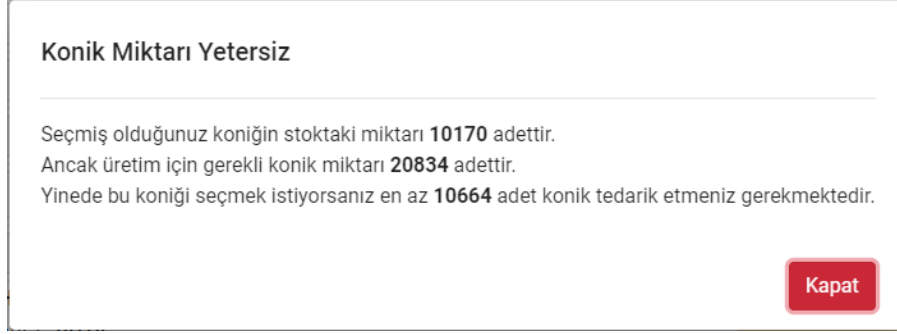 Konik Miktarı Yetersiz
Seçmiş olduğunuz koniğin stoktaki miktarı 10170 adettir.
Ancak üretim için gerekli konik miktarı 20834 adettir.
Yinede bu koniği seçmek istiyorsanız en az 10664 adet konik tedarik etmeniz gerekmektedir.
Kapat